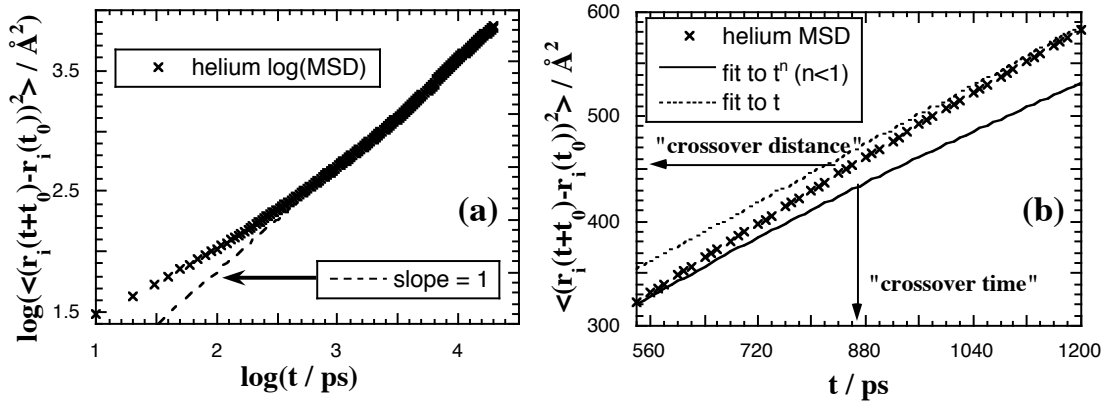 log(<(r_i(t+t_0)-r_i(t_0))^2> / Å^2
3.5
2.5
1.5
helium log(MSD)
(a)
slope = 1
1
2
3
4
log(t / ps)
<(r_i(t+t_0)-r_i(t_0))^2> / Å^2
600
500
400
300
helium MSD
fit to t^n (n<1)
fit to t
"crossover distance"
(b)
"crossover time"
560
720
880
1040
1200
t / ps